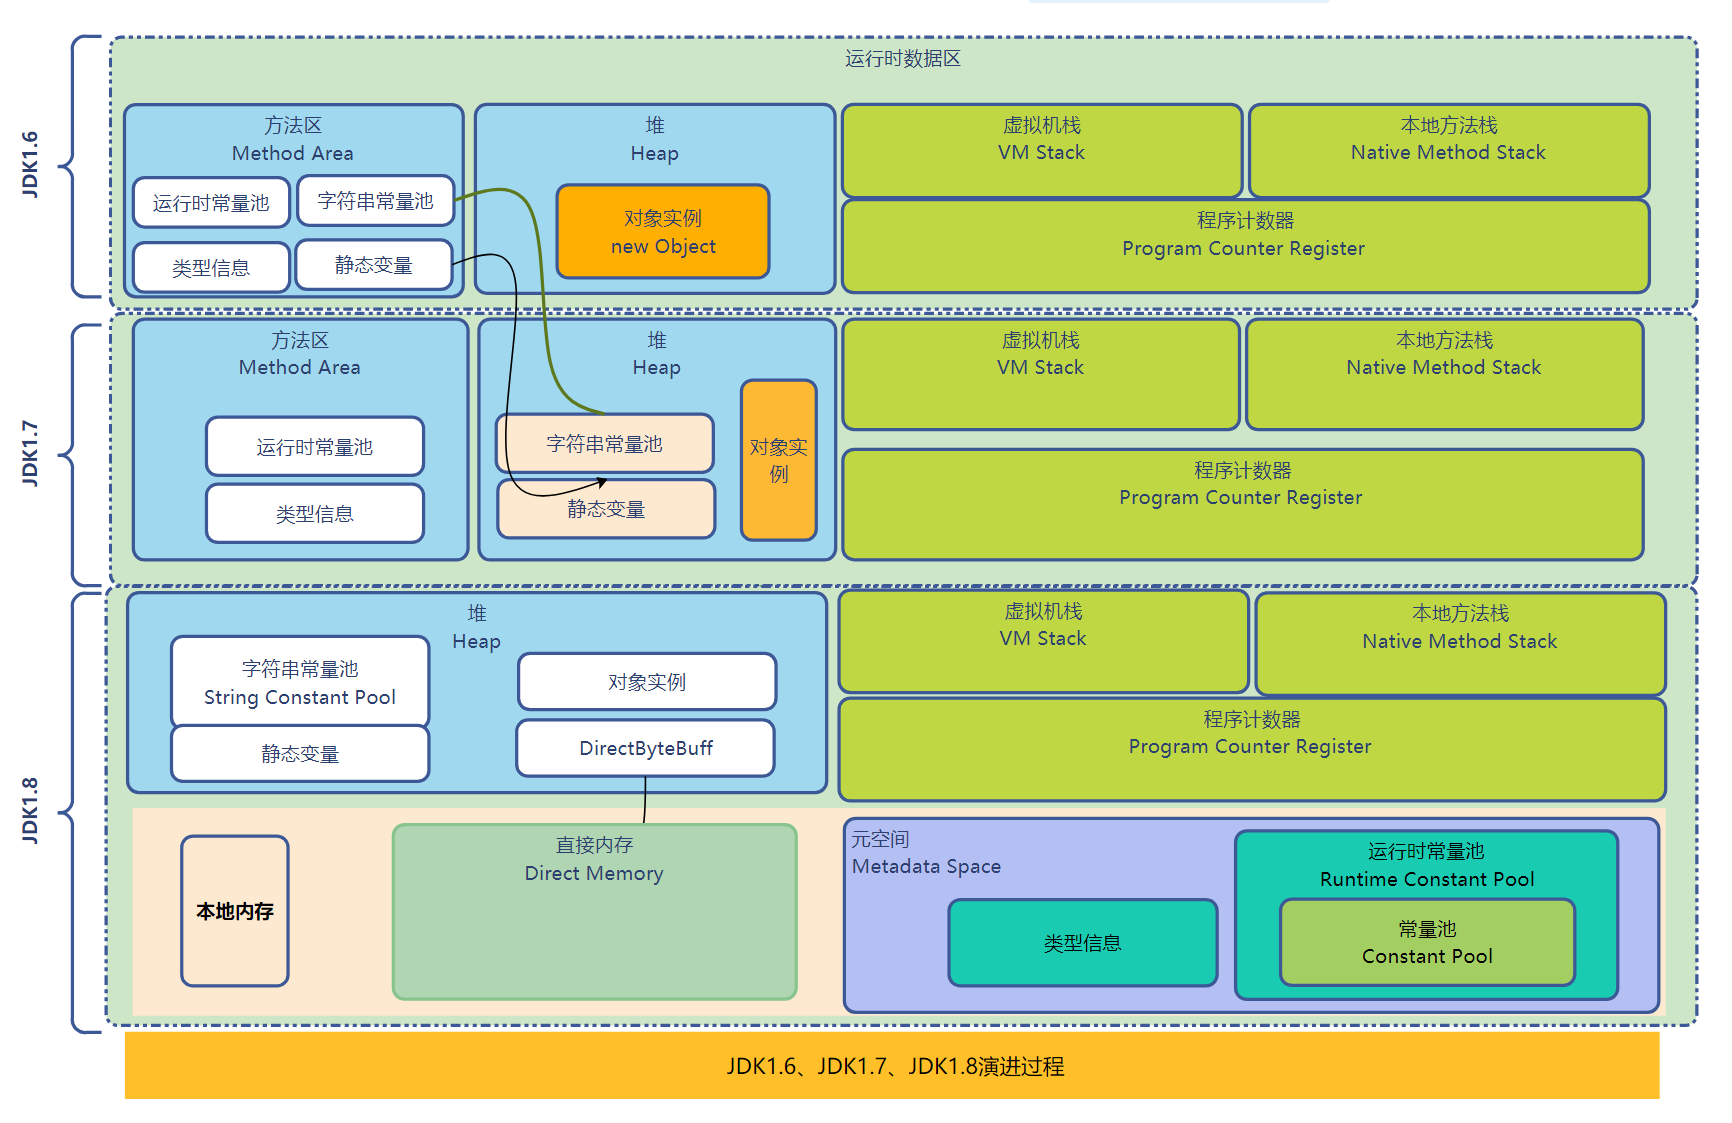 JDK1.6
运行时数据区
方法区
Method Area
运行时常量池
字符串常量池
类型信息
静态变量
堆
Heap
对象实例
new Object
虚拟机栈
VM Stack
本地方法栈
Native Method Stack
程序计数器
Program Counter Register
JDK1.7
方法区
Method Area
运行时常量池
类型信息
堆
Heap
字符串常量池
静态变量
对象实
例
虚拟机栈
VM Stack
本地方法栈
Native Method Stack
程序计数器
Program Counter Register
JDK1.8
堆
Heap
字符串常量池
String Constant Pool
静态变量
对象实例
DirectByteBuff
虚拟机栈
VM Stack
本地方法栈
Native Method Stack
程序计数器
Program Counter Register
本地内存
直接内存
Direct Memory
元空间
Metadata Space
类型信息
运行时常量池
Runtime Constant Pool
常量池
Constant Pool
JDK1.6、JDK1.7、JDK1.8演进过程